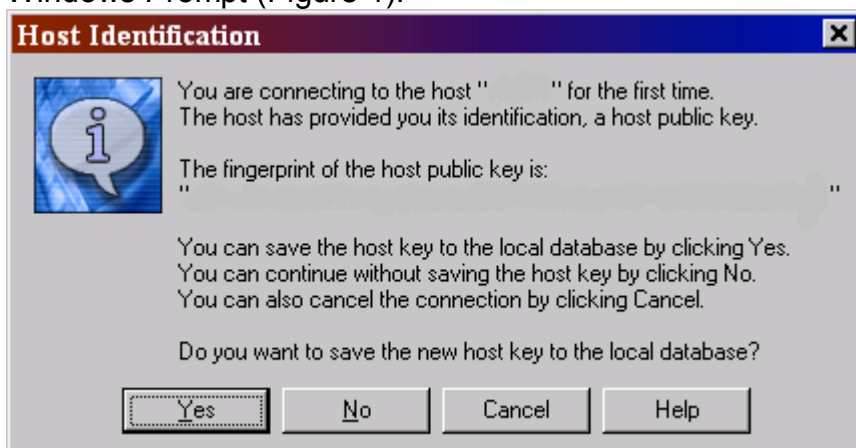 Windows Prompt (Figure 1).
Host Identification
You are connecting to the host " " for the first time.
The host has provided you its identification, a host public key.
The fingerprint of the host public key is:
" "
You can save the host key to the local database by clicking Yes.
You can continue without saving the host key by clicking No.
You can also cancel the connection by clicking Cancel.
Do you want to save the new host key to the local database?
Yes No Cancel Help